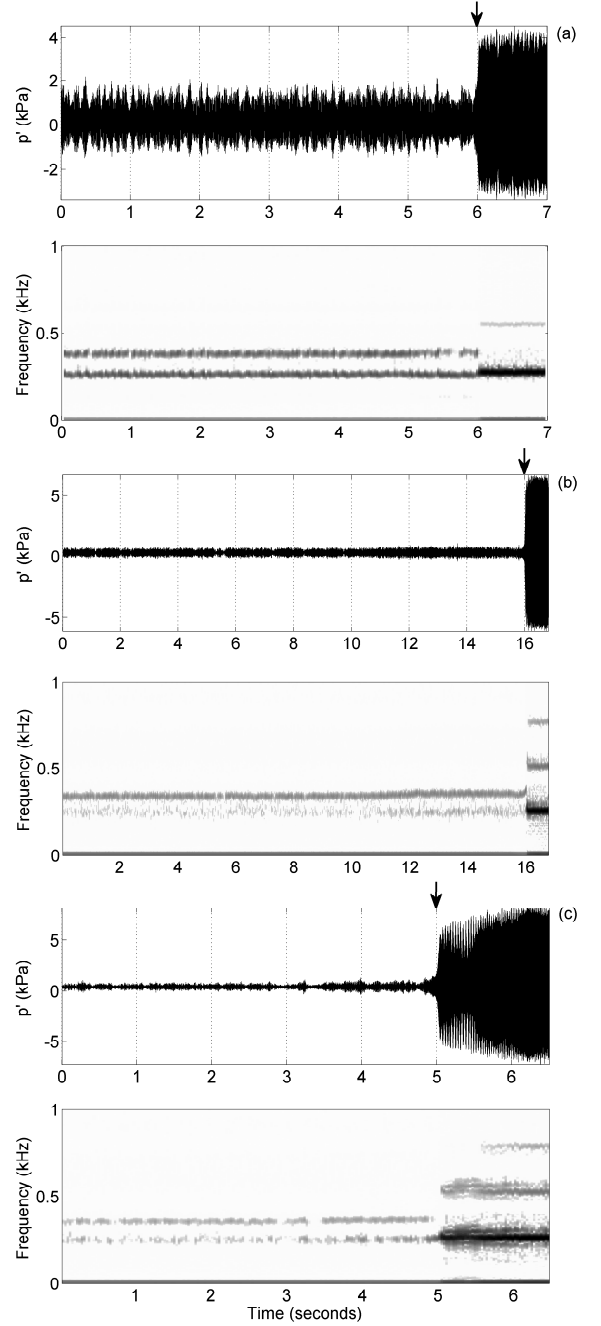 (a)
p' (kPa)
4
2
0
-2
0 1 2 3 4 5 6 7
Frequency (kHz)
1
0.5
0
0 1 2 3 4 5 6 7
(b)
p' (kPa)
5
0
-5
0 2 4 6 8 10 12 14 16
Frequency (kHz)
1
0.5
0
2 4 6 8 10 12 14 16
(c)
p' (kPa)
5
0
-5
0 1 2 3 4 5 6
Frequency (kHz)
1
0.5
0
1 2 3 4 5 6
Time (seconds)